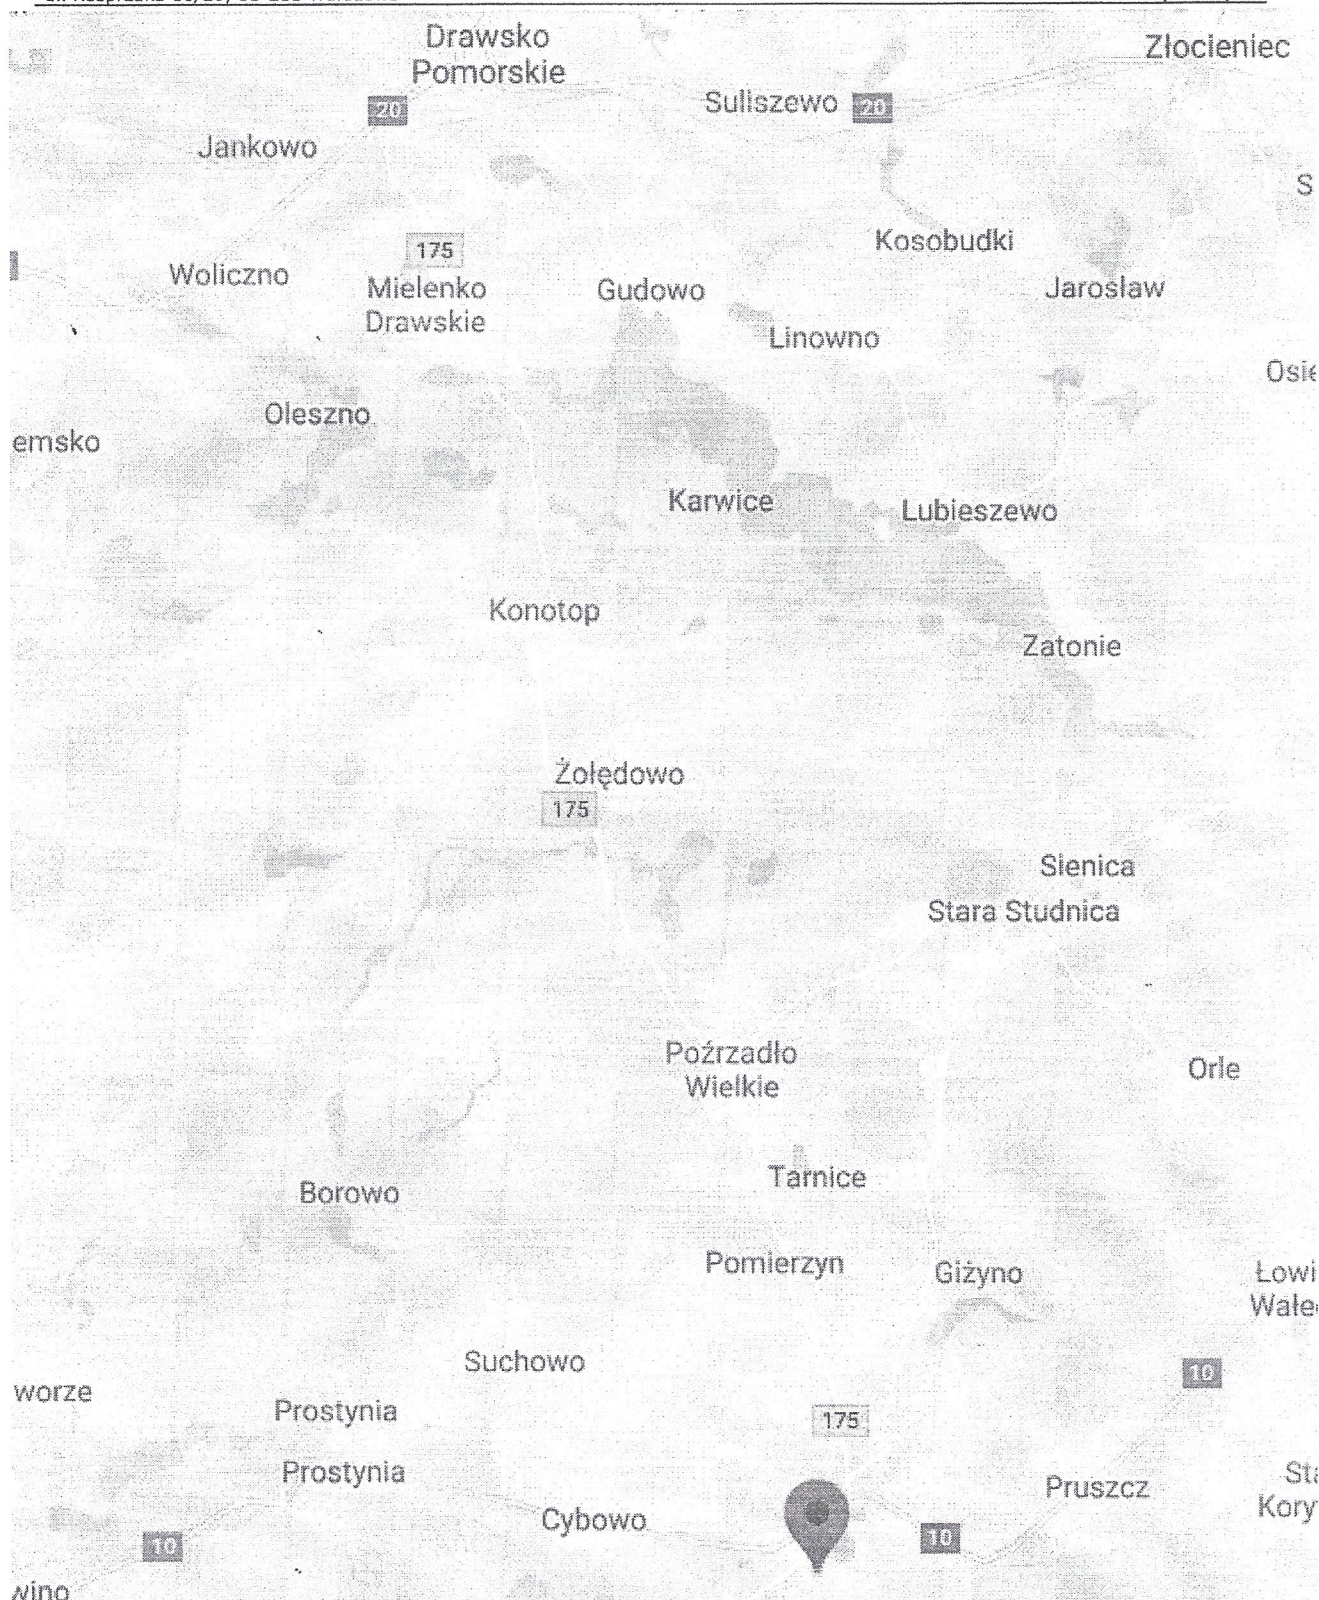 Drawsko
Pomorskie
Złocieniec
20
Suliszewo
20
Jankowo
S
175
Kosobudki
Woliczno
Mielenko
Drawskie
Gudowo
Jarosław
Linowno
Osie
Oleszno
emsko
Karwice
Lubieszewo
Konotop
Zatonie
Żołędowo
175
Sienica
Stara Studnica
Poźrzadło
Wielkie
Orle
Tarnice
Borowo
Pomierzyn
Giżyno
Łowi
Wałe
Suchowo
10
worze
Prostynia
175
Prostynia
Pruszcz
Sta
Kory
Cybowo
10
10
wino